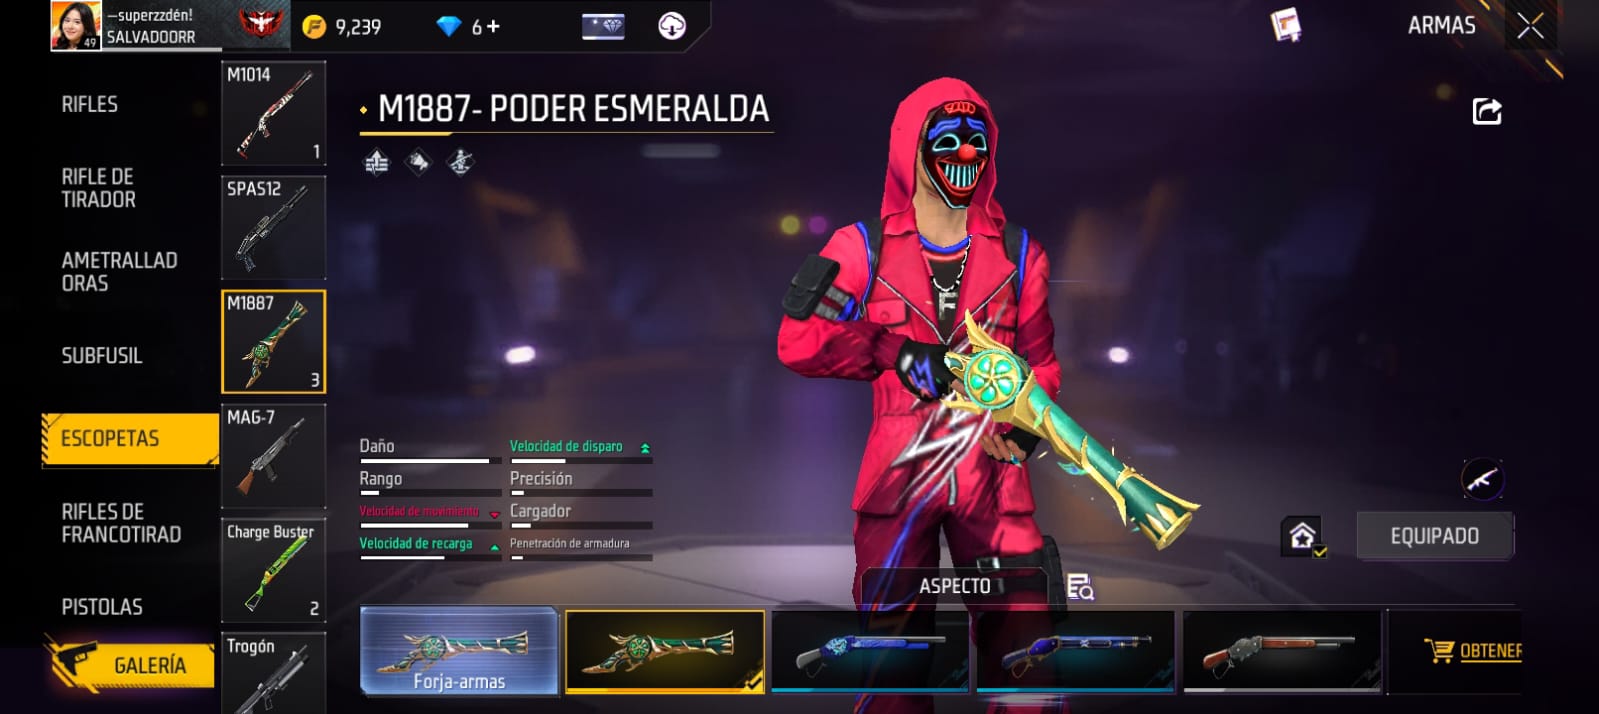 —superzzdén!
SALVADOORR
49
9,239
6+
ARMAS
RIFLES
RIFLE DE
TIRADOR
AMETRALLAD
ORAS
SUBFUSIL
ESCOPETAS
RIFLES DE
FRANCOTIRAD
PISTOLAS
GALERÍA
M1014
1
SPAS12
M1887
3
MAG-7
Charge Buster
2
Trogón
M1887- PODER ESMERALDA
Daño
Velocidad de disparo
Rango
Precisión
Velocidad de movimiento
Cargador
Velocidad de recarga
Penetración de armadura
F
EQUIPADO
ASPECTO
Forja-armas
OBTENER